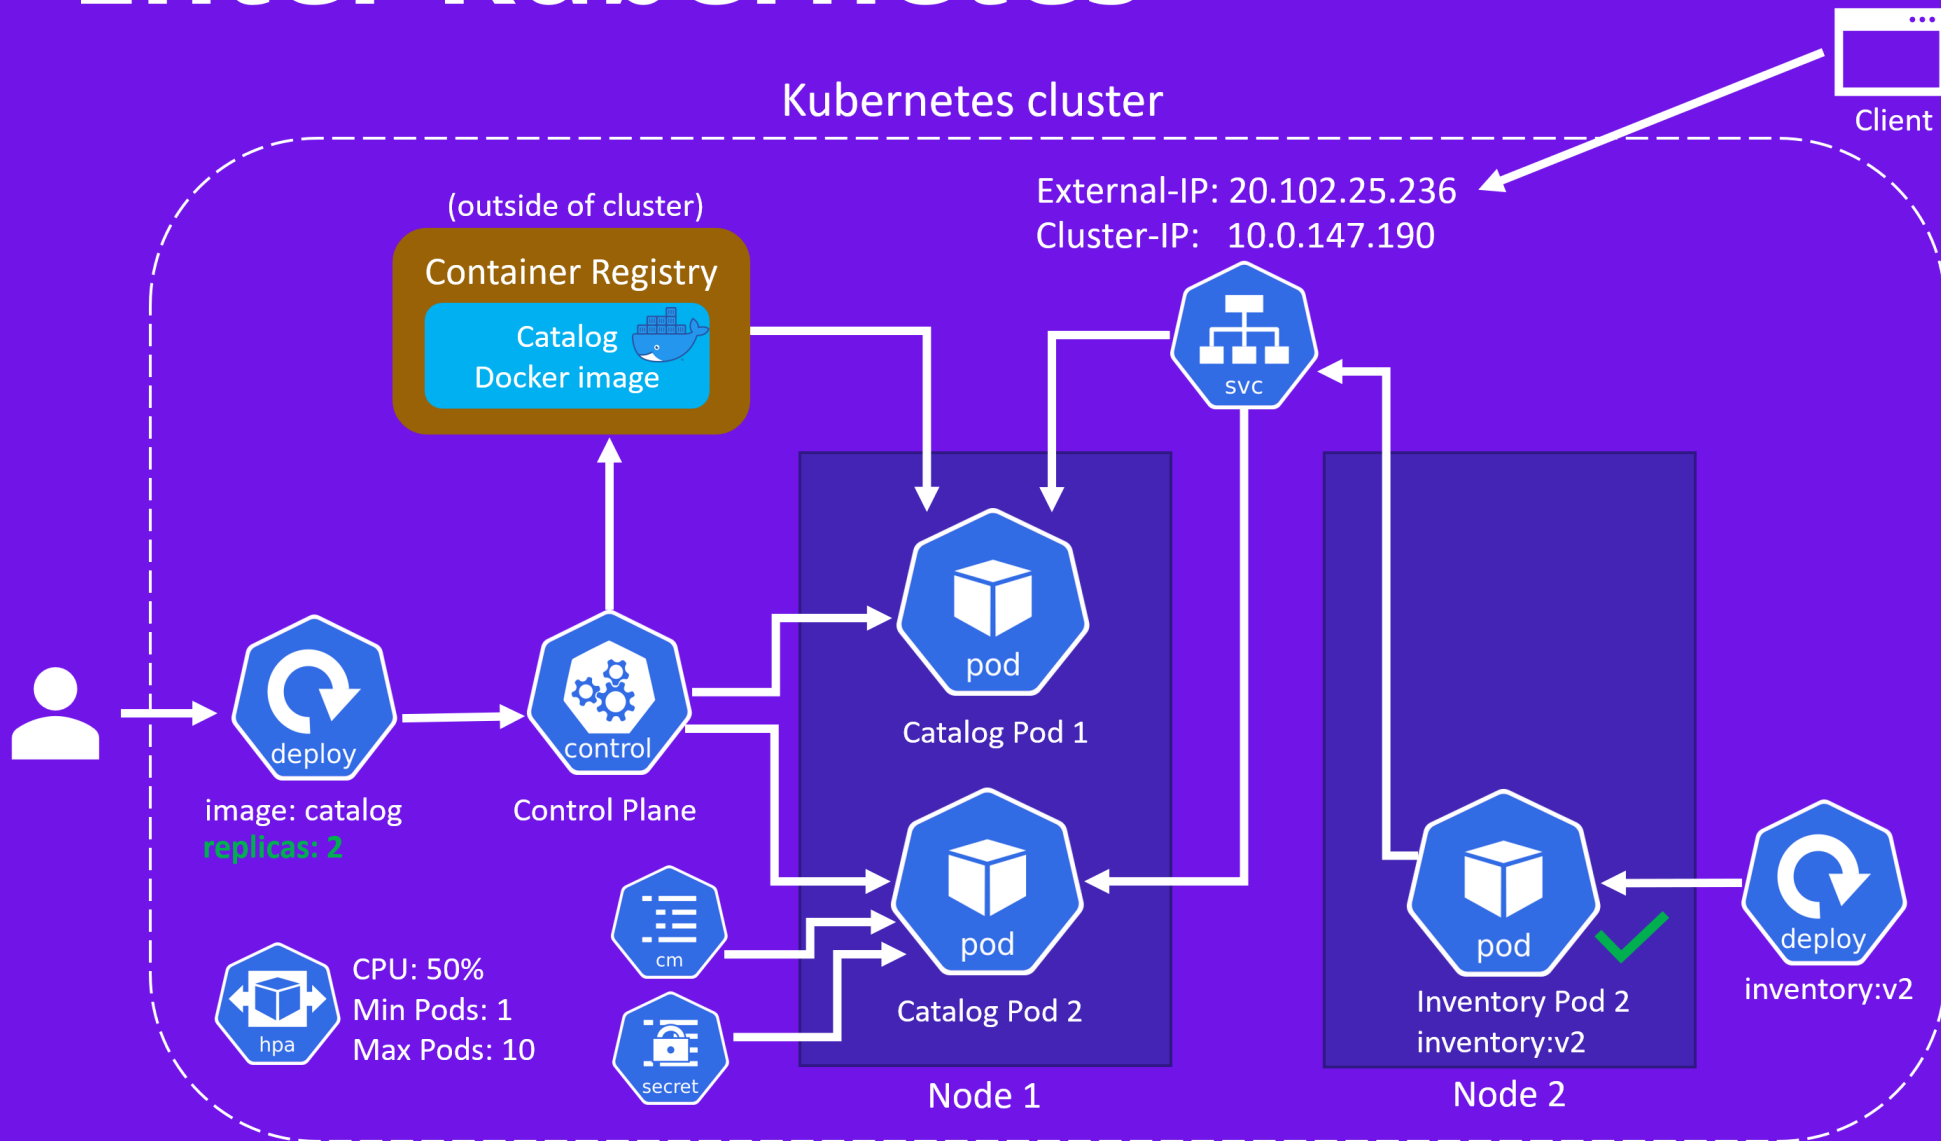 Enter Kubernetes
Kubernetes cluster
Client
External-IP: 20.102.25.236
Cluster-IP: 10.0.147.190
(outside of cluster)
Container Registry
Catalog
Docker image
svc
pod
Catalog Pod 1
deploy
image: catalog
replicas: 2
control
Control Plane
pod
Catalog Pod 2
cm
secret
hpa
CPU: 50%
Min Pods: 1
Max Pods: 10
Node 1
pod
Inventory Pod 2
inventory:v2
Node 2
deploy
inventory:v2